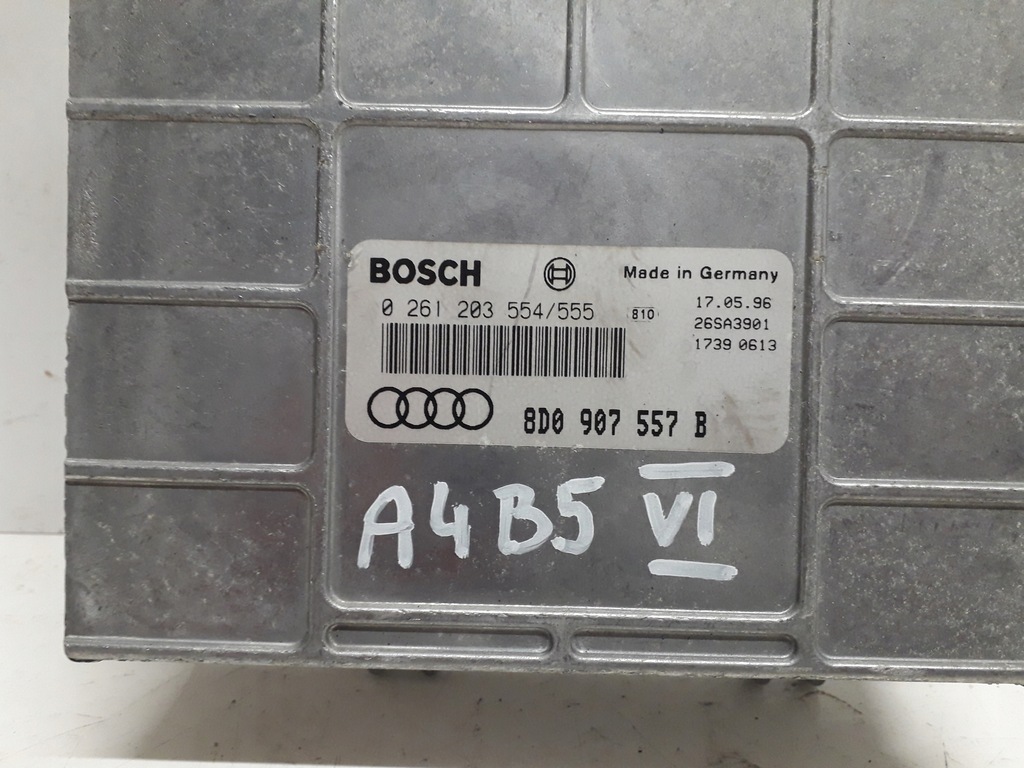 BOSCH
Made in Germany
0 261 203 554/555
810
17.05.96
26SA3901
1739 0613
8D0 907 557 B
A4B5 VI